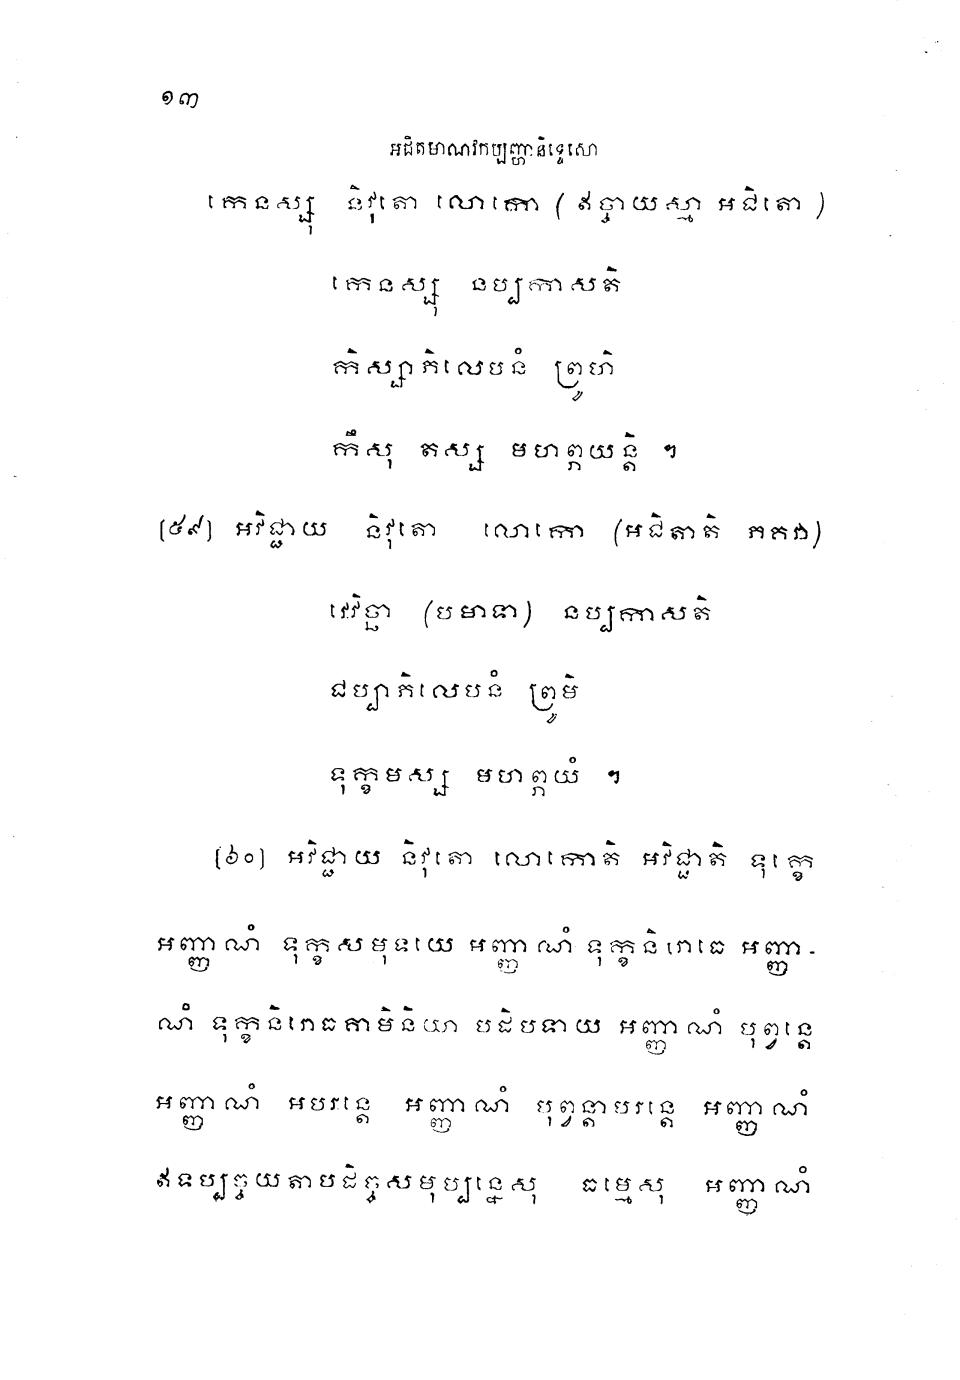 ១៣
អជិតមាណវកប្បញ្ហានិទ្ទេសោ
កេនស្សុ និវុតោ លោកោ ( ឥច្ចាយស្មា អជិតោ )
កេនស្សុ នប្បកាសតិ
កិស្សាភិលេបនំ ព្រូហិ
កឹសុ តស្ស មហព្ភយន្តិ ។
(៥៩) អវិជ្ជាយ និវុតោ លោកោ (អជិតាតិ ភគវា)
វេវិច្ឆា (បមាទា) នប្បកាសតិ
ជប្បាភិលេបនំ ព្រូមិ
ទុក្ខមស្ស មហព្ភយំ ។
(៦០) អវិជ្ជាយ និវុតោ លោកោតិ អវិជ្ជាតិ ទុក្ខេ
អញ្ញាណំ ទុក្ខសមុទយេ អញ្ញាណំ ទុក្ខនិរោធេ អញ្ញា-
ណំ ទុក្ខនិរោធគាមិនិយា បដិបទាយ អញ្ញាណំ បុព្វន្តេ
អញ្ញាណំ អបរន្តេ អញ្ញាណំ បុព្វន្តាបរន្តេ អញ្ញាណំ
ឥទប្បច្ចយតាបដិច្ចសមុប្បន្នេសុ ធម្មេសុ អញ្ញាណំ